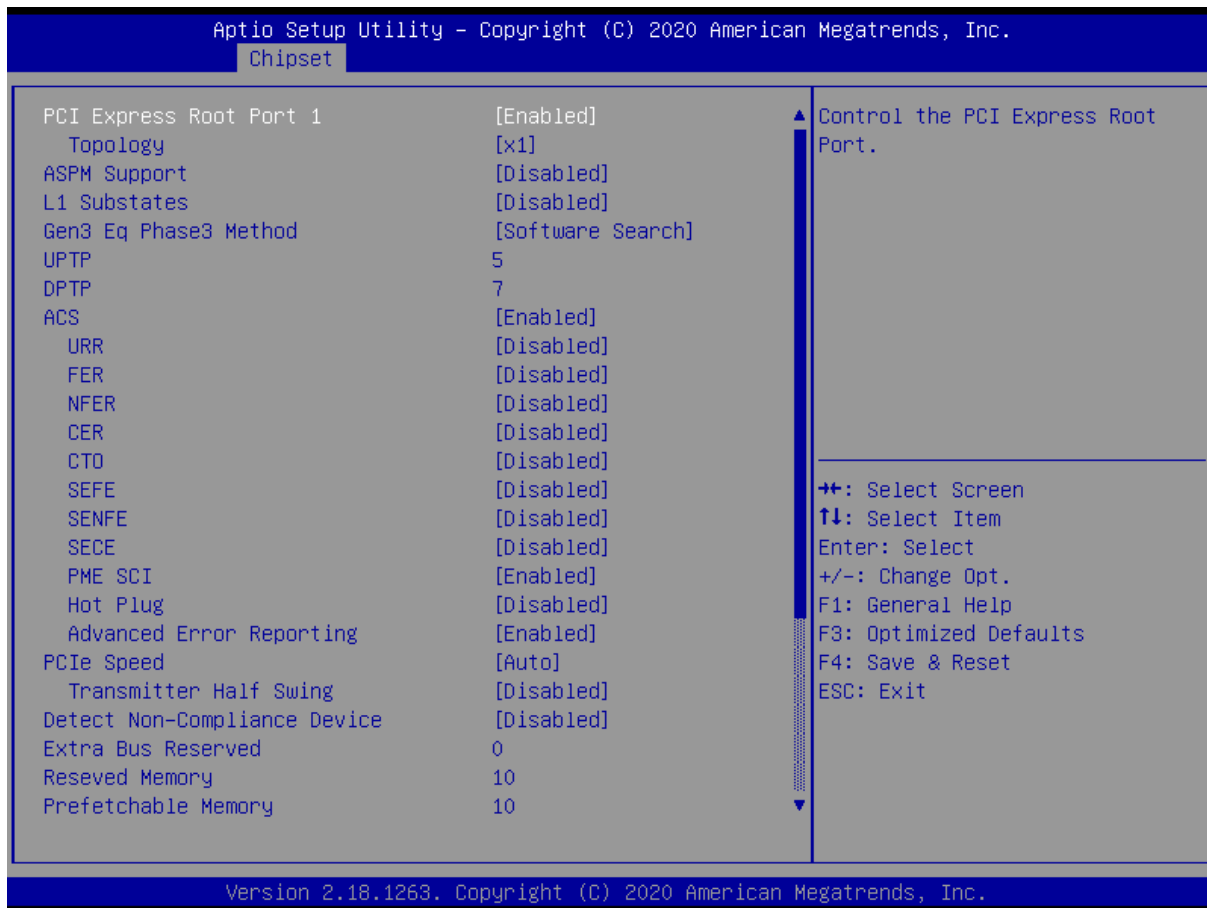 Aptio Setup Utility – Copyright (C) 2020 American Megatrends, Inc.
Chipset
PCI Express Root Port 1 [Enabled]
Topology [x1]
ASPM Support [Disabled]
L1 Substates [Disabled]
Gen3 Eq Phase3 Method [Software Search]
UPTP 5
DPTP 7
ACS [Enabled]
URR [Disabled]
FER [Disabled]
NFER [Disabled]
CER [Disabled]
CTO [Disabled]
SEFE [Disabled]
SENFE [Disabled]
SECE [Disabled]
PME SCI [Enabled]
Hot Plug [Disabled]
Advanced Error Reporting [Enabled]
PCIe Speed [Auto]
Transmitter Half Swing [Disabled]
Detect Non-Compliance Device [Disabled]
Extra Bus Reserved 0
Reseved Memory 10
Prefetchable Memory 10
Control the PCI Express Root
Port.
→←: Select Screen
↑↓: Select Item
Enter: Select
+/-: Change Opt.
F1: General Help
F3: Optimized Defaults
F4: Save & Reset
ESC: Exit
Version 2.18.1263. Copyright (C) 2020 American Megatrends, Inc.